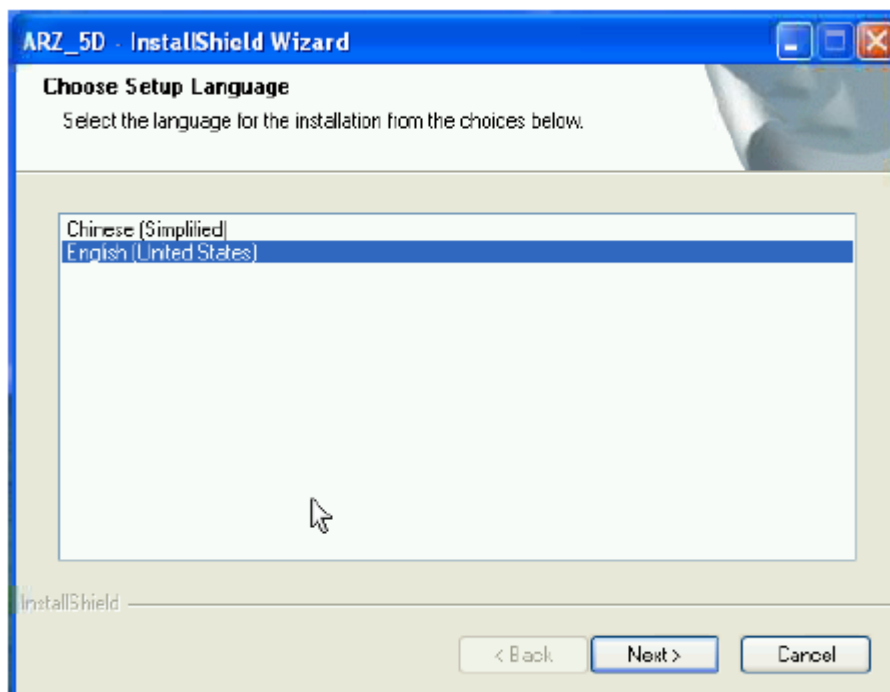 ARZ_5D - InstallShield Wizard
Choose Setup Language
Select the language for the installation from the choices below.
Chinese (Simplified)
English (United States)
InstallShield
< Back Next > Cancel